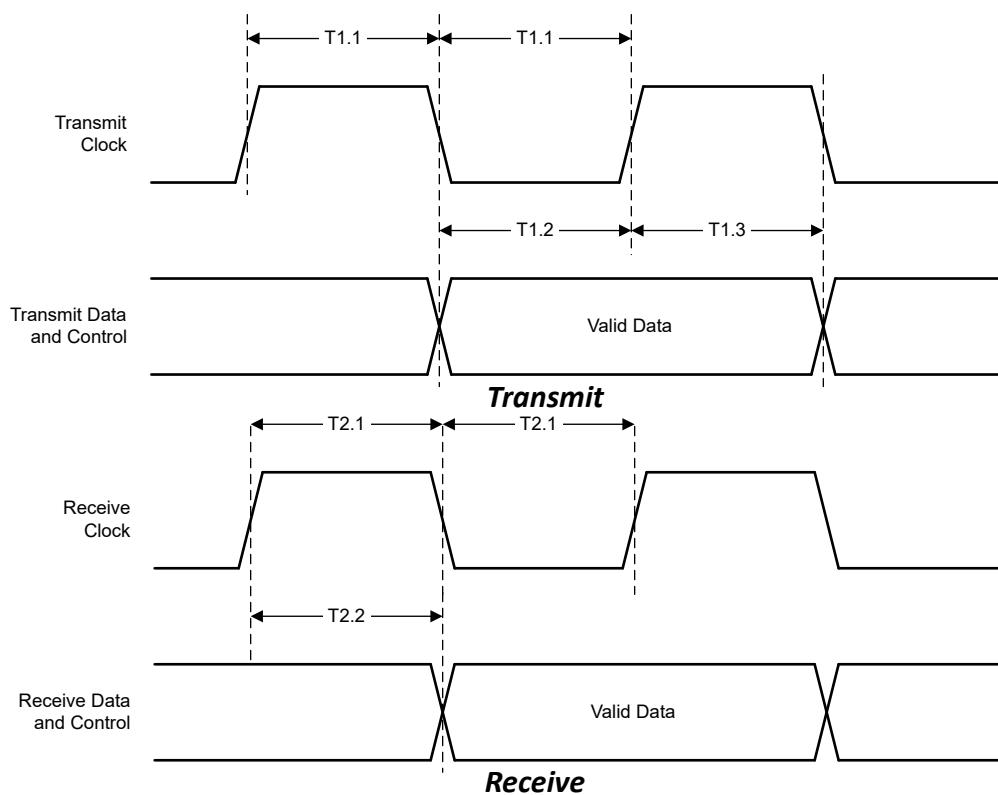 T1.1
T1.1
Transmit
Clock
T1.2
T1.3
Transmit Data
and Control
Valid Data
Transmit
T2.1
T2.1
Receive
Clock
T2.2
Receive Data
and Control
Valid Data
Receive